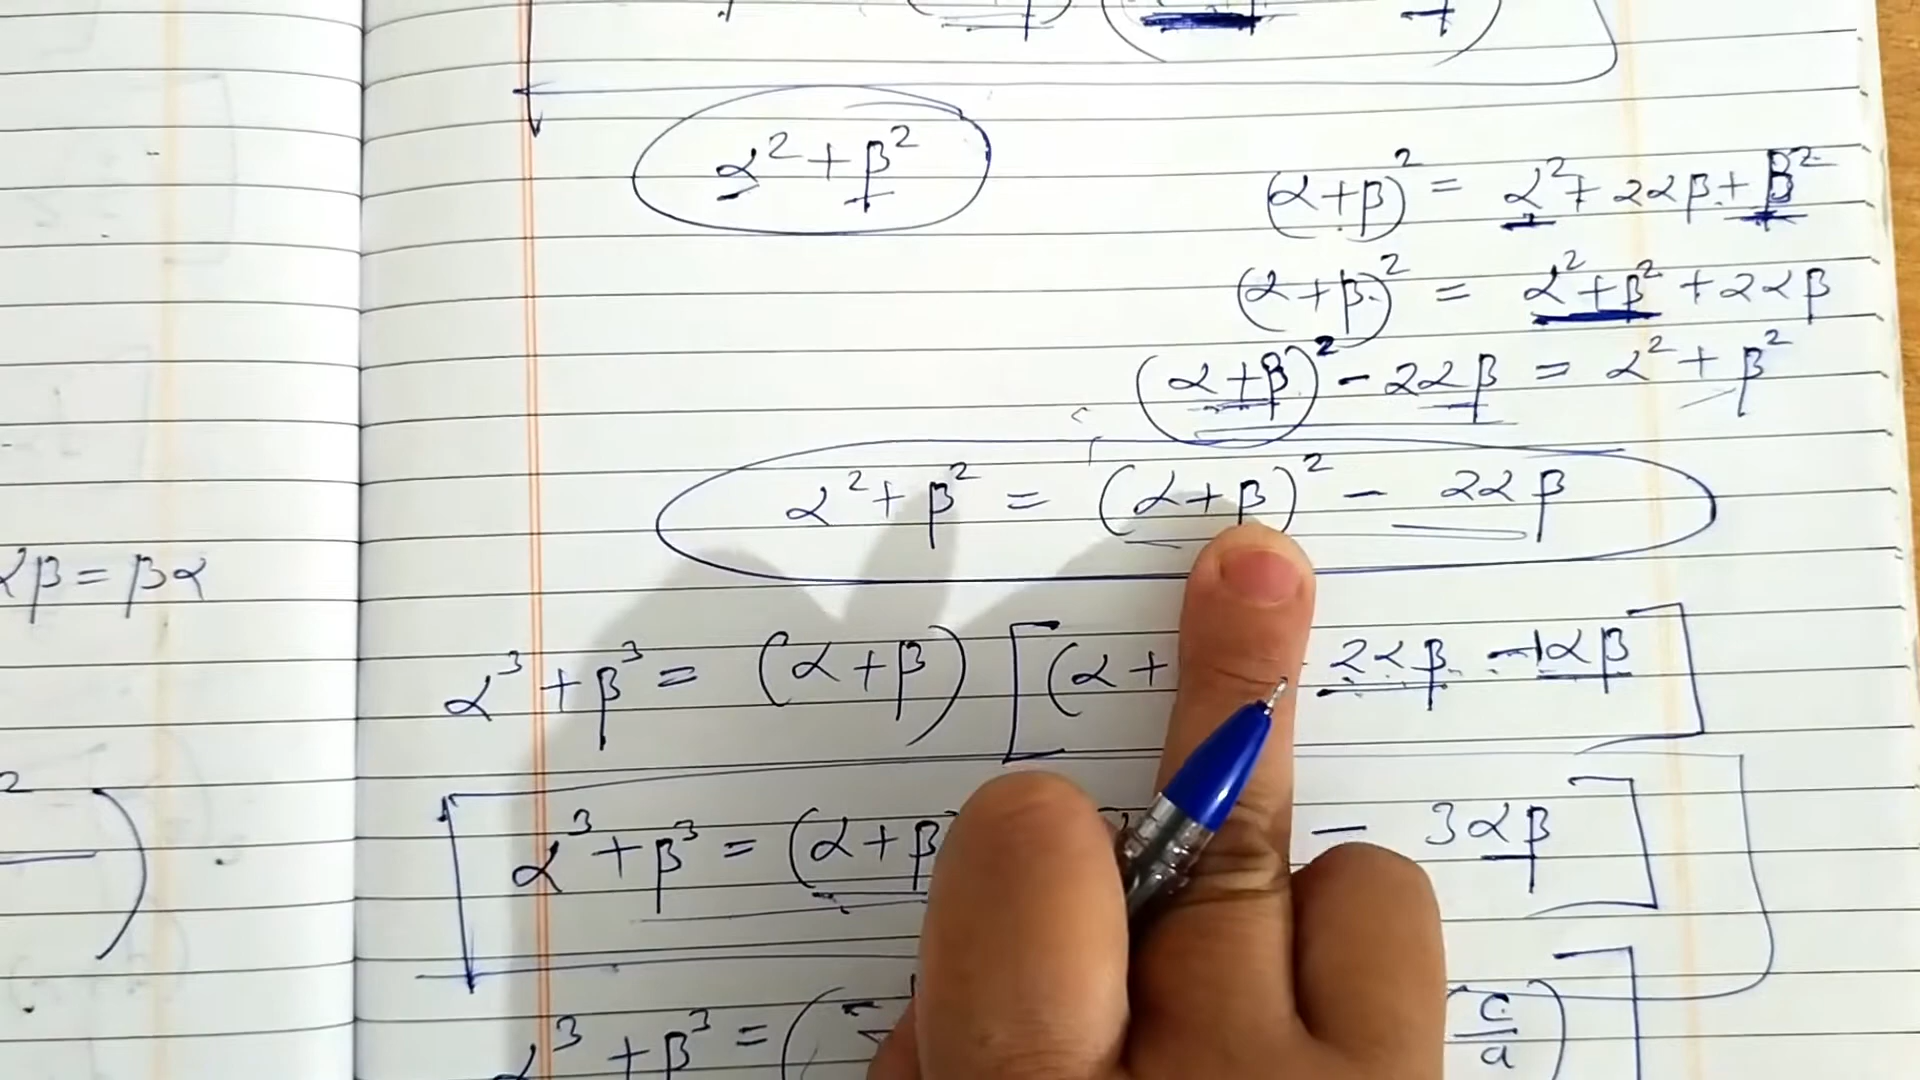 α² + β²
(α+β)² = α² + 2αβ + β²
(α+β)² = α² + β² + 2αβ
(α+β)² - 2αβ = α² + β²
α² + β² = (α+β)² - 2αβ
αβ = βα
α³ + β³ = (α+β) [(α+ 2αβ - 1αβ]
α³ + β³ = (α+β - 3αβ]
2
)
α³ + β³ = ( (c/a) ]